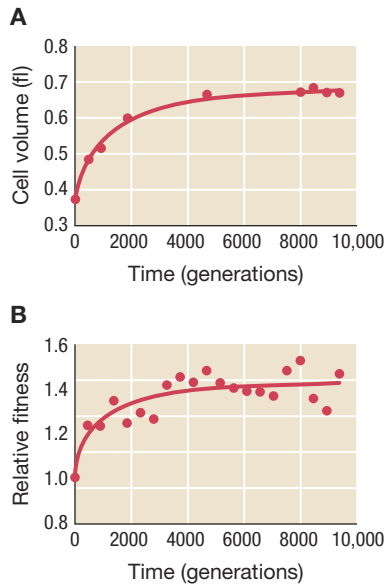 A
Cell volume (fl)
0.8
0.7
0.6
0.5
0.4
0.3
0 2000 4000 6000 8000 10,000
Time (generations)
B
Relative fitness
1.6
1.4
1.2
1.0
0.8
0 2000 4000 6000 8000 10,000
Time (generations)